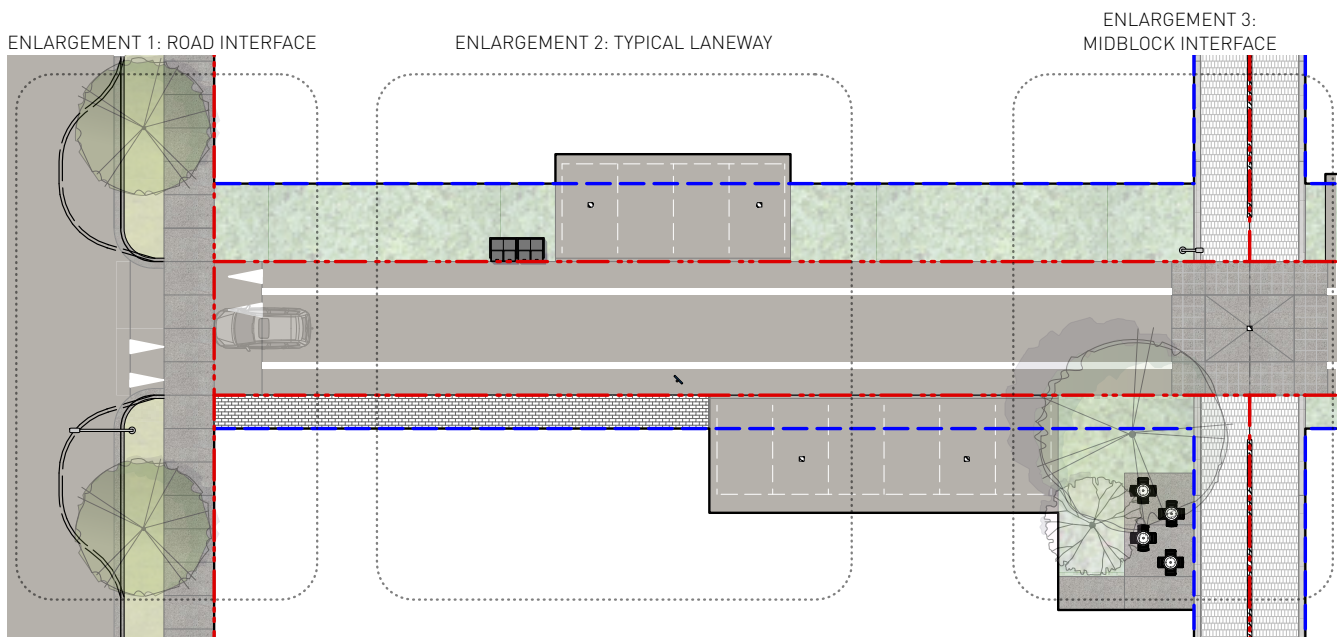 ENLARGEMENT 1: ROAD INTERFACE
ENLARGEMENT 2: TYPICAL LANEWAY
ENLARGEMENT 3:
MIDBLOCK INTERFACE